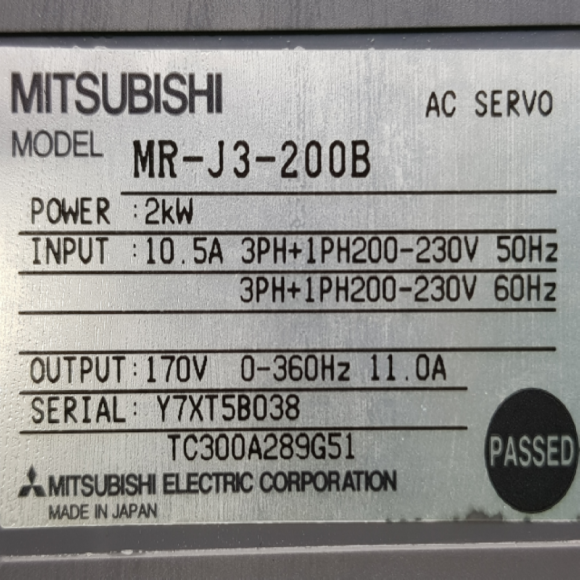 MITSUBISHI
AC SERVO
MODEL MR-J3-200B
POWER :2kW
INPUT :10.5A 3PH+1PH200-230V 50Hz
3PH+1PH200-230V 60Hz
OUTPUT:170V 0-360Hz 11.0A
SERIAL: Y7XT5B038
TC300A289G51
PASSED
MITSUBISHI ELECTRIC CORPORATION
MADE IN JAPAN